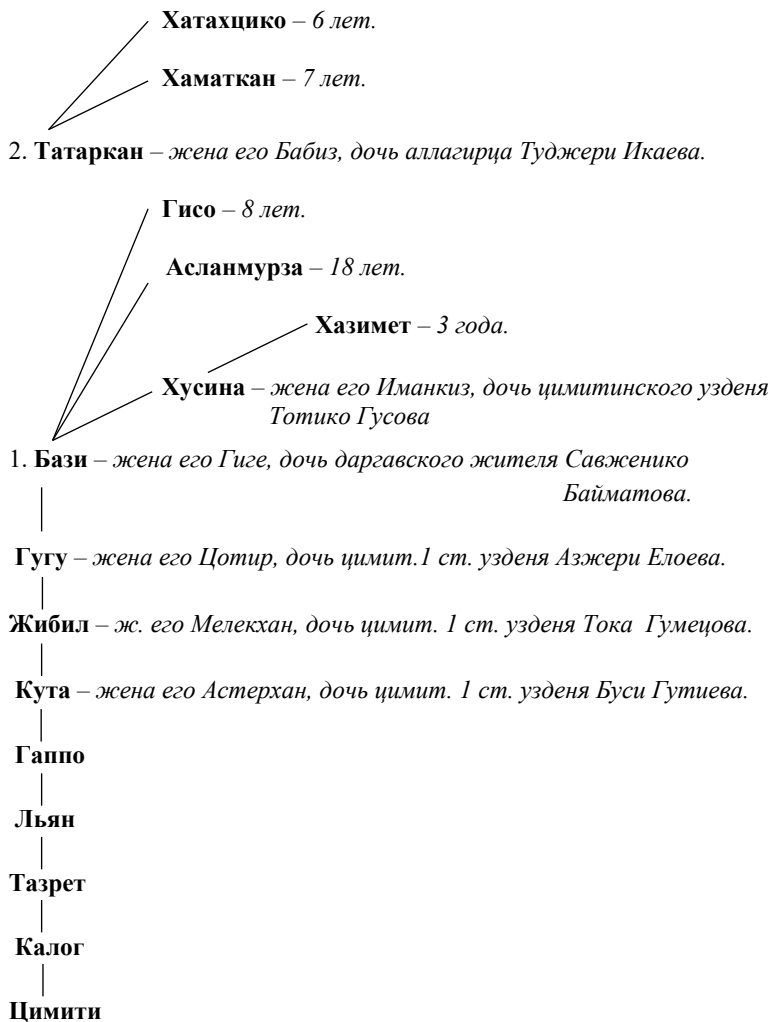 Хатахцико – 6 лет.
Хаматкан – 7 лет.
2. Татаркан – жена его Бабиз, дочь аллагирца Туджери Икаева.
Гисо – 8 лет.
Асланмурза – 18 лет.
Хазимет – 3 года.
Хусина – жена его Иманкиз, дочь цимитинского узденя
Тотико Гусова
1. Бази – жена его Гиге, дочь даргавского жителя Савженико
Байматова.
Гугу – жена его Цотир, дочь цимит.1 ст. узденя Азжери Елоева.
Жибил – ж. его Мелекхан, дочь цимит. 1 ст. узденя Тока Гумецова.
Кута – жена его Астерхан, дочь цимит. 1 ст. узденя Буси Гутиева.
Гаппо
Льян
Тазрет
Калог
Цимити